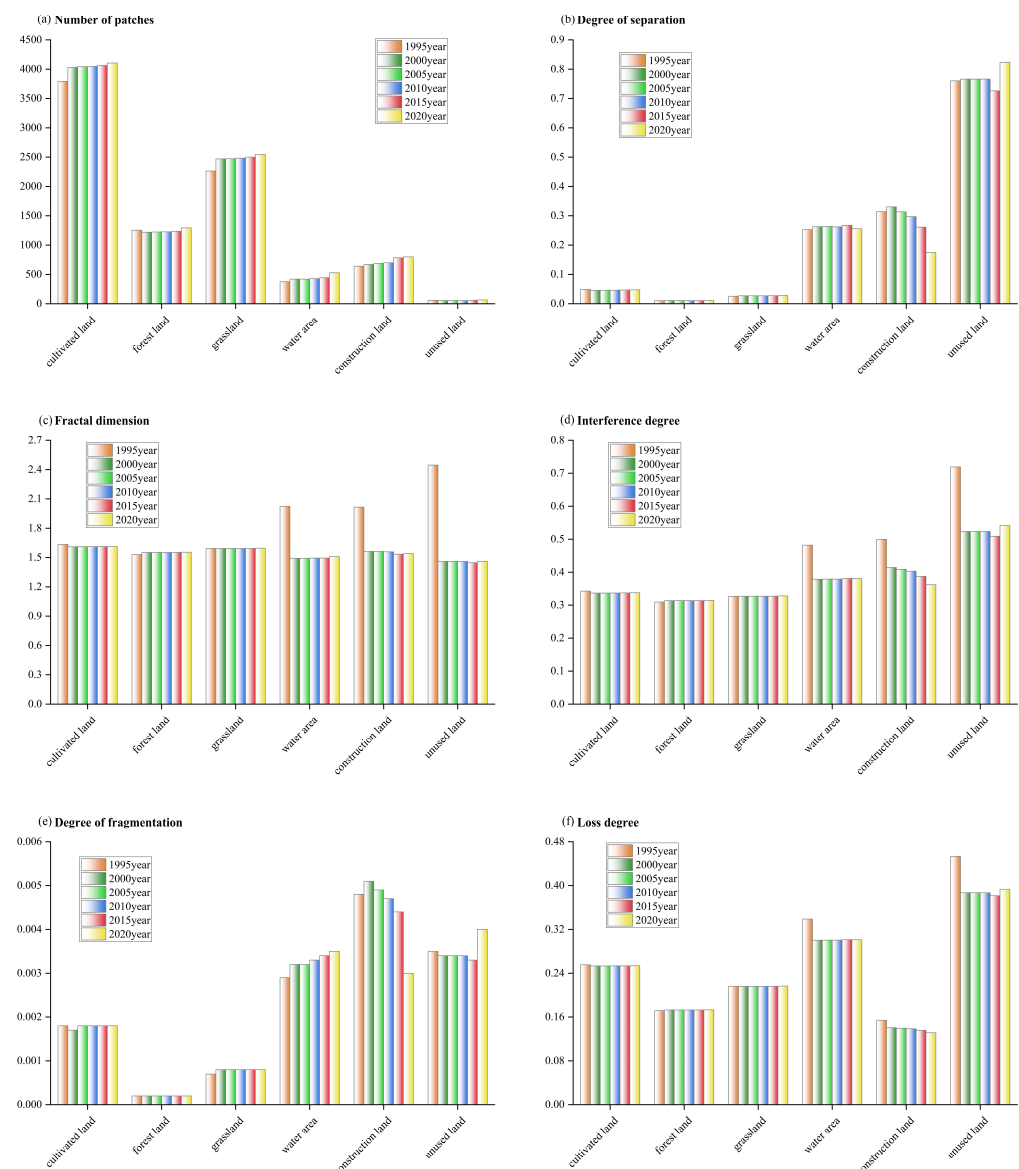 (a) Number of patches
4500
4000
3500
3000
2500
2000
1500
1000
500
0
1995year
2000year
2005year
2010year
2015year
2020year
cultivated land
forest land
grassland
water area
construction land
unused land
(b) Degree of separation
0.9
0.8
0.7
0.6
0.5
0.4
0.3
0.2
0.1
0.0
1995year
2000year
2005year
2010year
2015year
2020year
cultivated land
forest land
grassland
water area
construction land
unused land
(c) Fractal dimension
2.7
2.4
2.1
1.8
1.5
1.2
0.9
0.6
0.3
0.0
1995year
2000year
2005year
2010year
2015year
2020year
cultivated land
forest land
grassland
water area
construction land
unused land
(d) Interference degree
0.8
0.7
0.6
0.5
0.4
0.3
0.2
0.1
0.0
1995year
2000year
2005year
2010year
2015year
2020year
cultivated land
forest land
grassland
water area
construction land
unused land
(e) Degree of fragmentation
0.006
0.005
0.004
0.003
0.002
0.001
0.000
1995year
2000year
2005year
2010year
2015year
2020year
cultivated land
forest land
grassland
water area
construction land
unused land
(f) Loss degree
0.48
0.40
0.32
0.24
0.16
0.08
0.00
1995year
2000year
2005year
2010year
2015year
2020year
cultivated land
forest land
grassland
water area
construction land
unused land